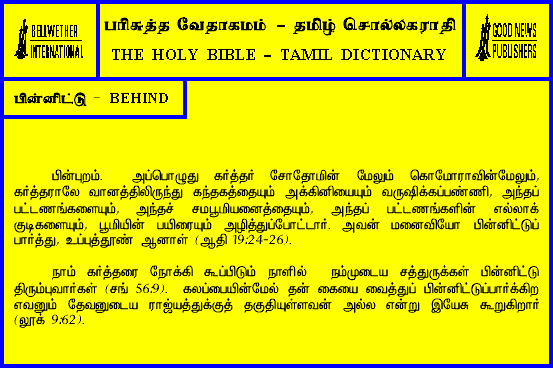 BELLWETHER
INTERNATIONAL
பரிசுத்த வேதாகமம் – தமிழ் சொல்லகராதி
THE HOLY BIBLE – TAMIL DICTIONARY
GOOD NEWS
PUBLISHERS
பின்னிட்டு – BEHIND
பின்புறம். அப்பொழுது கர்த்தர் சோதோமின் மேலும் கொமோராவின்மேலும்,
கர்த்தராலே வானத்திலிருந்து கந்தகத்தையும் அக்கினியையும் வருஷிக்கப்பண்ணி, அந்தப்
பட்டணங்களையும், அந்தச் சமபூமியனைத்தையும், அந்தப் பட்டணங்களின் எல்லாக்
குடிகளையும், பூமியின் பயிரையும் அழித்துப்போட்டார். அவன் மனைவியோ பின்னிட்டுப்
பார்த்து, உப்புத்தூண் ஆனாள் (ஆதி 19:24-26).
நாம் கர்த்தரை நோக்கி கூப்பிடும் நாளில் நம்முடைய சத்துருக்கள் பின்னிட்டு
திரும்புவார்கள் (சங் 56:9). கலப்பையின்மேல் தன் கையை வைத்துப் பின்னிட்டுப்பார்க்கிற
எவனும் தேவனுடைய ராஜ்யத்துக்குத் தகுதியுள்ளவன் அல்ல என்று இயேசு கூறுகிறார்
(லூக் 9:62).